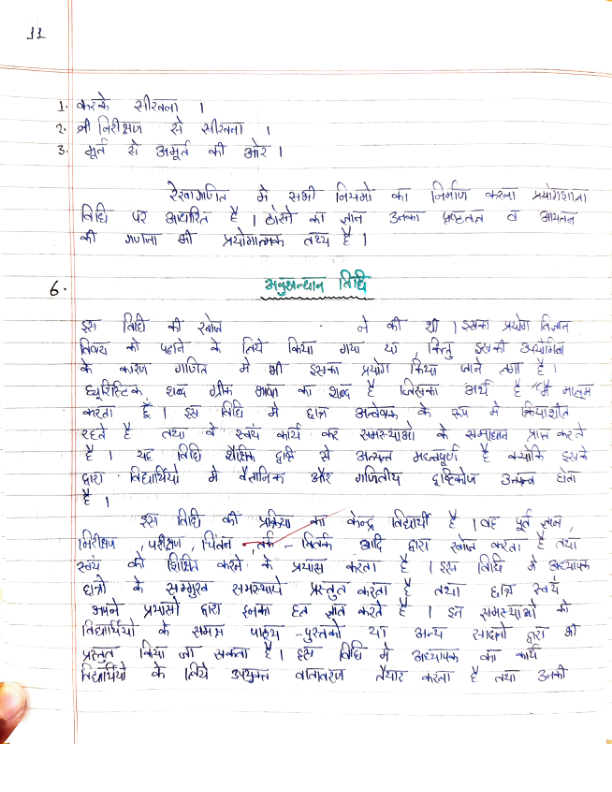 11
1. करके सीखना ।
2. श्री निरीक्षण से सीखना ।
3. मूर्त से अमूर्त की ओर ।
रेखागणित मे सभी नियमो का निर्माण करना प्रयोगशाला
विधि पर आधारित है । ठोसो का ज्ञान उनका पृष्ठतल व आयतन
की गणना भी प्रयोगात्मक तथ्य है ।
6. अनुसन्धान विधि
इस विधि की खोज ने की थी । इसका प्रयोग विज्ञान
विषय को पढाने के लिये किया गया था, किंतु इसकी उपयोगिता
के कारण गणित मे भी इसका प्रयोग किया जाने लगा है ।
ह्यूरिस्टिक शब्द ग्रीक भाषा का शब्द है जिसका अर्थ है "मै मालूम
करता हूँ । इस विधि मे छात्र अन्वेषक के रूप मे क्रियाशील
रहते है तथा वे स्वयं कार्य कर समस्याओ के समाधान प्राप्त करते
है । यह विधि शैक्षिक दृष्टि से अत्यन्त महत्वपूर्ण है क्योकि इसके
द्वारा विद्यार्थियो मे वैज्ञानिक और गणितीय दृष्टिकोण उत्पन्न होता
है ।
इस विधि की प्रक्रिया का केन्द्र विद्यार्थी है । वह पूर्व ज्ञान,
निरीक्षण, परीक्षण, चिंतन, तर्क - वितर्क आदि द्वारा खोज करता है तथा
स्वयं को शिक्षित करने के प्रयास करता है । इस विधि मे अध्यापक
छात्रो के सम्मुख समस्याये प्रस्तुत करता है तथा छात्र स्वयं
अपने प्रयासो द्वारा इनका हल ज्ञात करते है । इन समस्याओ को
विद्यार्थियो के समक्ष पाठ्य - पुस्तको या अन्य साधनो द्वारा भी
प्रस्तुत किया जा सकता है । इस विधि मे अध्यापक का कार्य
विद्यार्थियो के लिये उपयुक्त वातावरण तैयार करना है तथा उनकी